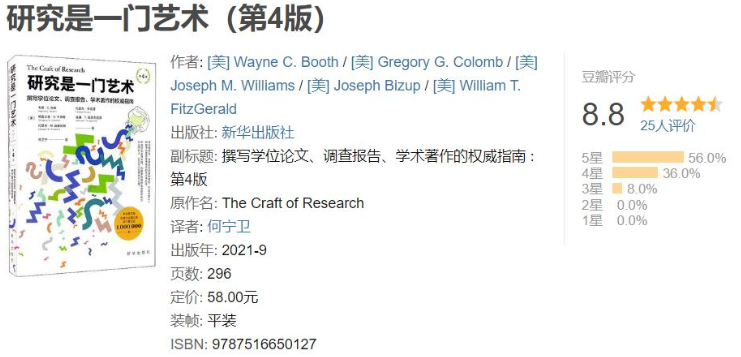 研究是一门艺术（第4版）
The Craft of Research
研究是一门艺术
撰写学位论文、调查报告、学术著作的权威指南
1000000
新华出版社
作者: [美] Wayne C. Booth / [美] Gregory G. Colomb / [美]
Joseph M. Williams / [美] Joseph Bizup / [美] William T.
FitzGerald
出版社: 新华出版社
副标题: 撰写学位论文、调查报告、学术著作的权威指南：
第4版
原作名: The Craft of Research
译者: 何宁卫
出版年: 2021-9
页数: 296
定价: 58.00元
装帧: 平装
ISBN: 9787516650127
豆瓣评分
8.8
25人评价
5星 56.0%
4星 36.0%
3星 8.0%
2星 0.0%
1星 0.0%